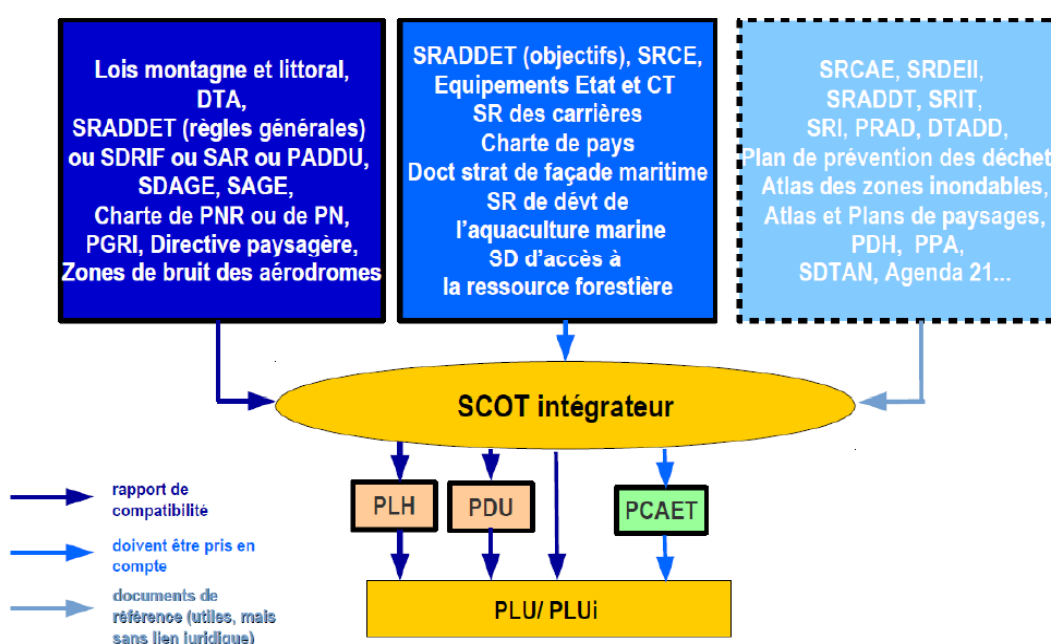 Lois montagne et littoral,
DTA,
SRADDET (règles générales)
ou SDRIF ou SAR ou PADDU,
SDAGE, SAGE,
Charte de PNR ou de PN,
PGRI, Directive paysagère,
Zones de bruit des aérodromes
SRADDET (objectifs), SRCE,
Equipements Etat et CT
SR des carrières
Charte de pays
Doct strat de façade maritime
SR de dévt de
l'aquaculture marine
SD d'accès à
la ressource forestière
SRCAE, SRDEII,
SRADDT, SRIT,
SRI, PRAD, DTADD,
Plan de prévention des déchet
Atlas des zones inondables,
Atlas et Plans de paysages,
PDH, PPA,
SDTAN, Agenda 21...
SCOT intégrateur
PLH
PDU
PCAET
PLU/ PLUi
rapport de
compatibilité
doivent être pris en
compte
documents de
référence (utiles, mais
sans lien juridique)